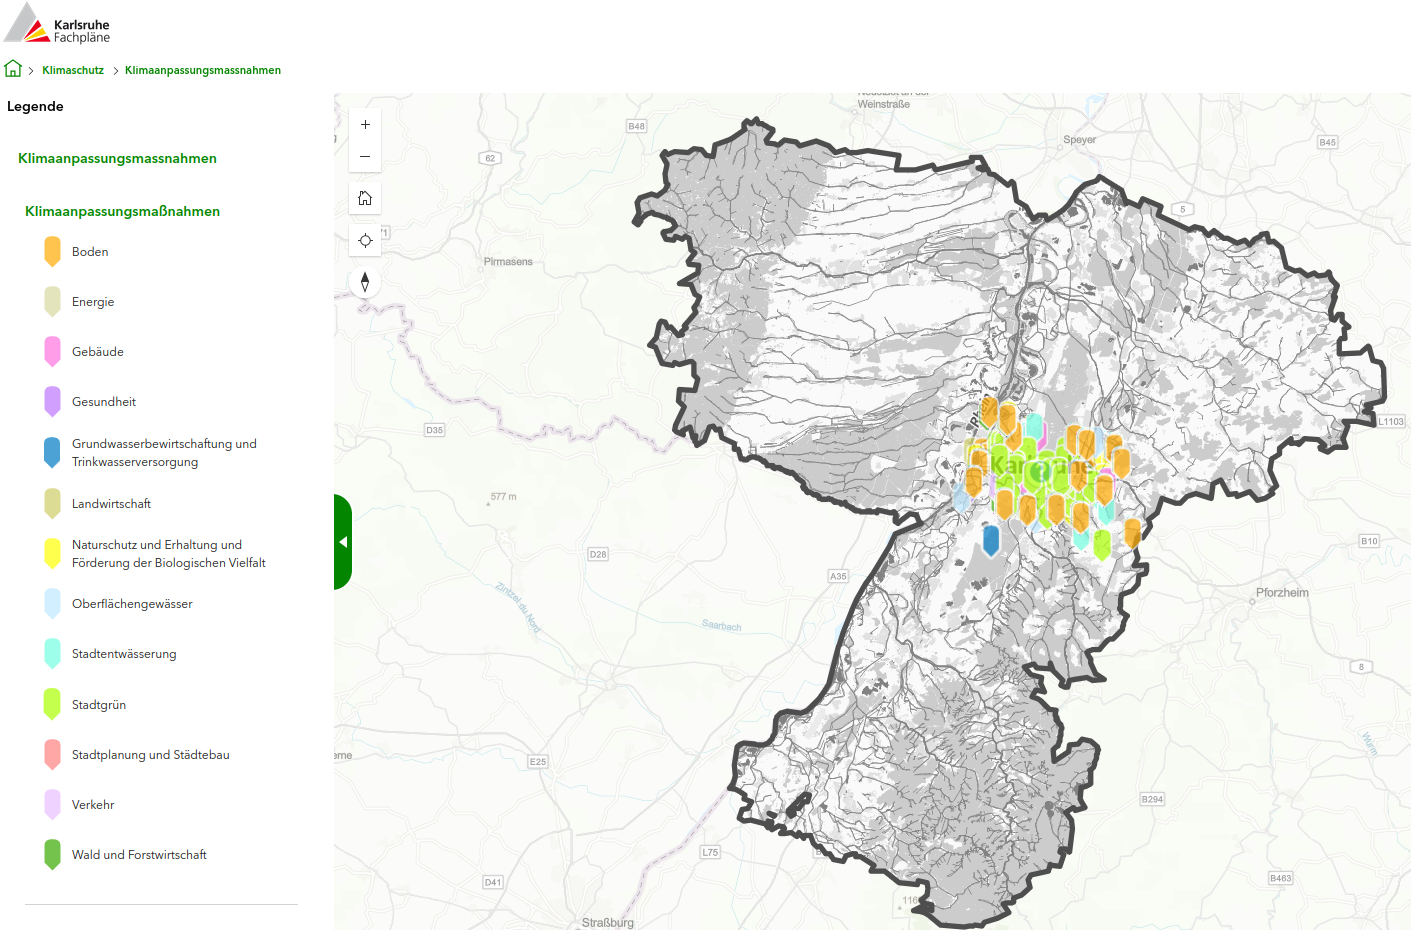 Karlsruhe
Fachpläne
Klimaschutz
Klimaanpassungsmassnahmen
Legende
Klimaanpassungsmassnahmen
Klimaanpassungsmaßnahmen
Boden
Energie
Gebäude
Gesundheit
Grundwasserbewirtschaftung und
Trinkwasserversorgung
Landwirtschaft
Naturschutz und Erhaltung und
Förderung der Biologischen Vielfalt
Oberflächengewässer
Stadtentwässerung
Stadtgrün
Stadtplanung und Städtebau
Verkehr
Wald und Forstwirtschaft
+
−
Weinstraße
B48
Speyer
B45
62
5
Pirmasens
D35
L1103
Karlsruhe
577 m
B10
D28
A35
Pforzheim
Zintzel du Nord
Saarbach
8
Wurm
E25
B294
L75
B463
D41
Straßburg